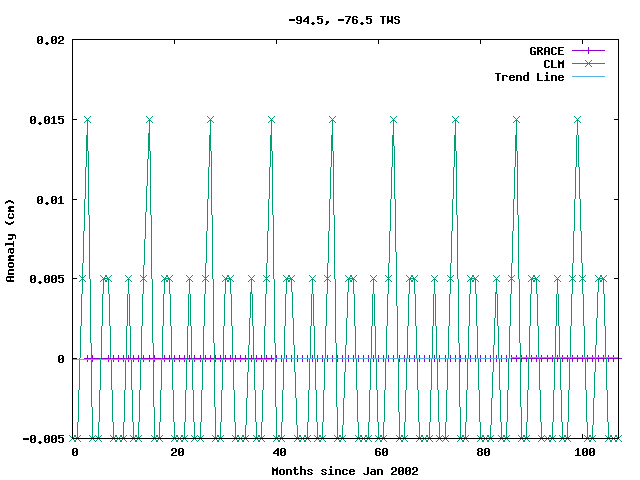 -94.5, -76.5 TWS
0.02
0.015
0.01
0.005
0
-0.005
Anomaly (cm)
GRACE
CLM
Trend Line
0 20 40 60 80 100
Months since Jan 2002